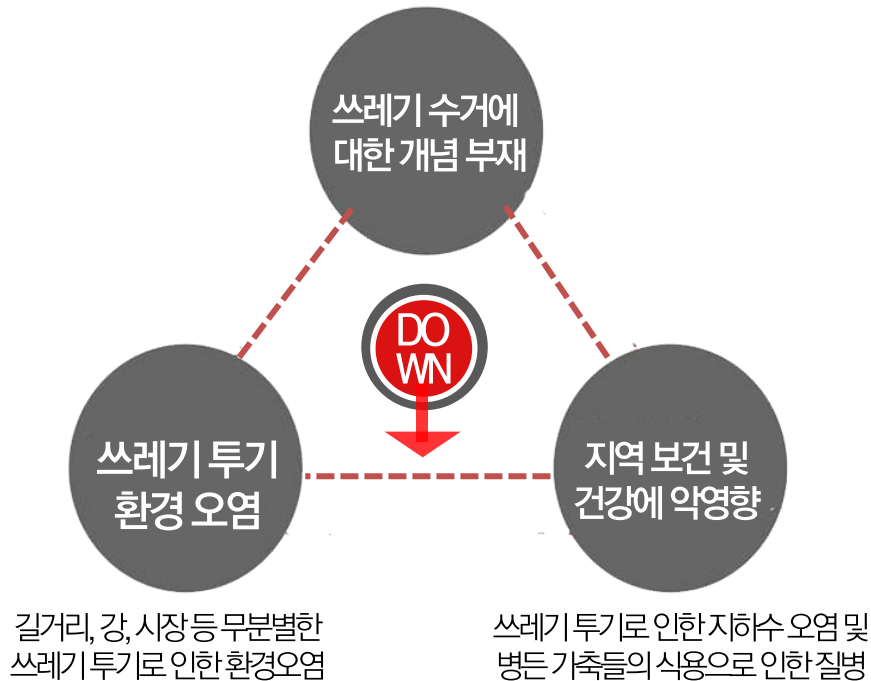 쓰레기 수거에
대한 개념 부재
DO
WN
쓰레기 투기
환경 오염
지역 보건 및
건강에 악영향
길거리, 강, 시장 등 무분별한
쓰레기 투기로 인한 환경오염
쓰레기 투기로 인한 지하수 오염 및
병든 가축들의 식용으로 인한 질병